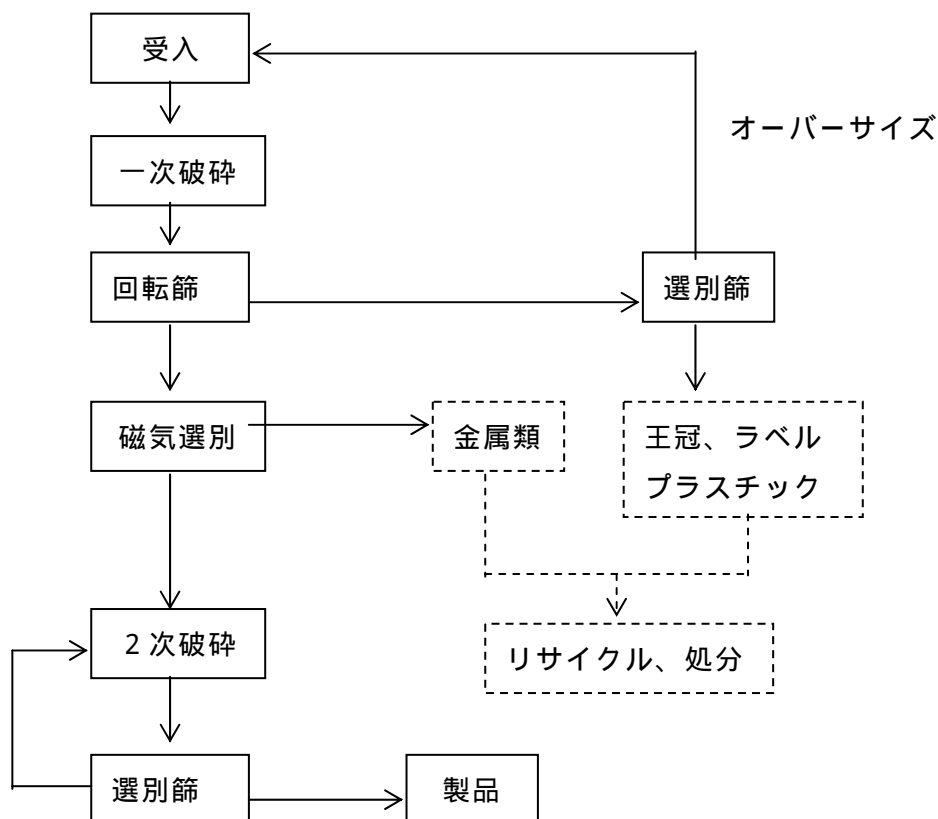 受入
オーバーサイズ
一次破砕
回転篩
選別篩
磁気選別
金属類
王冠、ラベル
プラスチック
2次破砕
リサイクル、処分
選別篩
製品